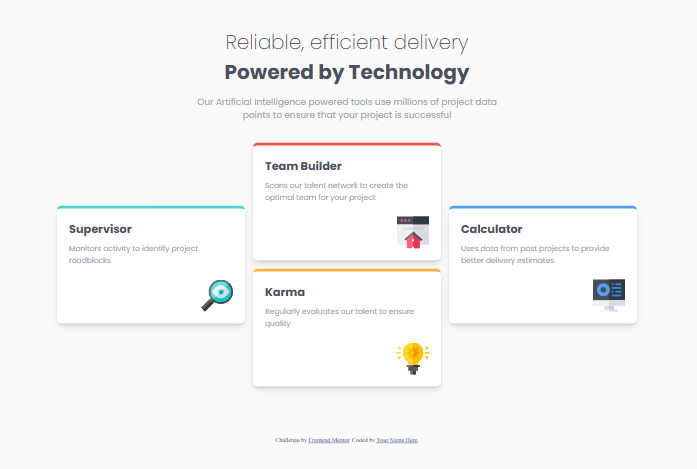 Reliable, efficient delivery
Powered by Technology
Our Artificial Intelligence powered tools use millions of project data
points to ensure that your project is successful
Supervisor
Monitors activity to identify project
roadblocks
Team Builder
Scans our talent network to create the
optimal team for your project
Karma
Regularly evaluates our talent to ensure
quality
Calculator
Uses data from past projects to provide
better delivery estimates
Challenge by Frontend Mentor. Coded by Your Name Here.